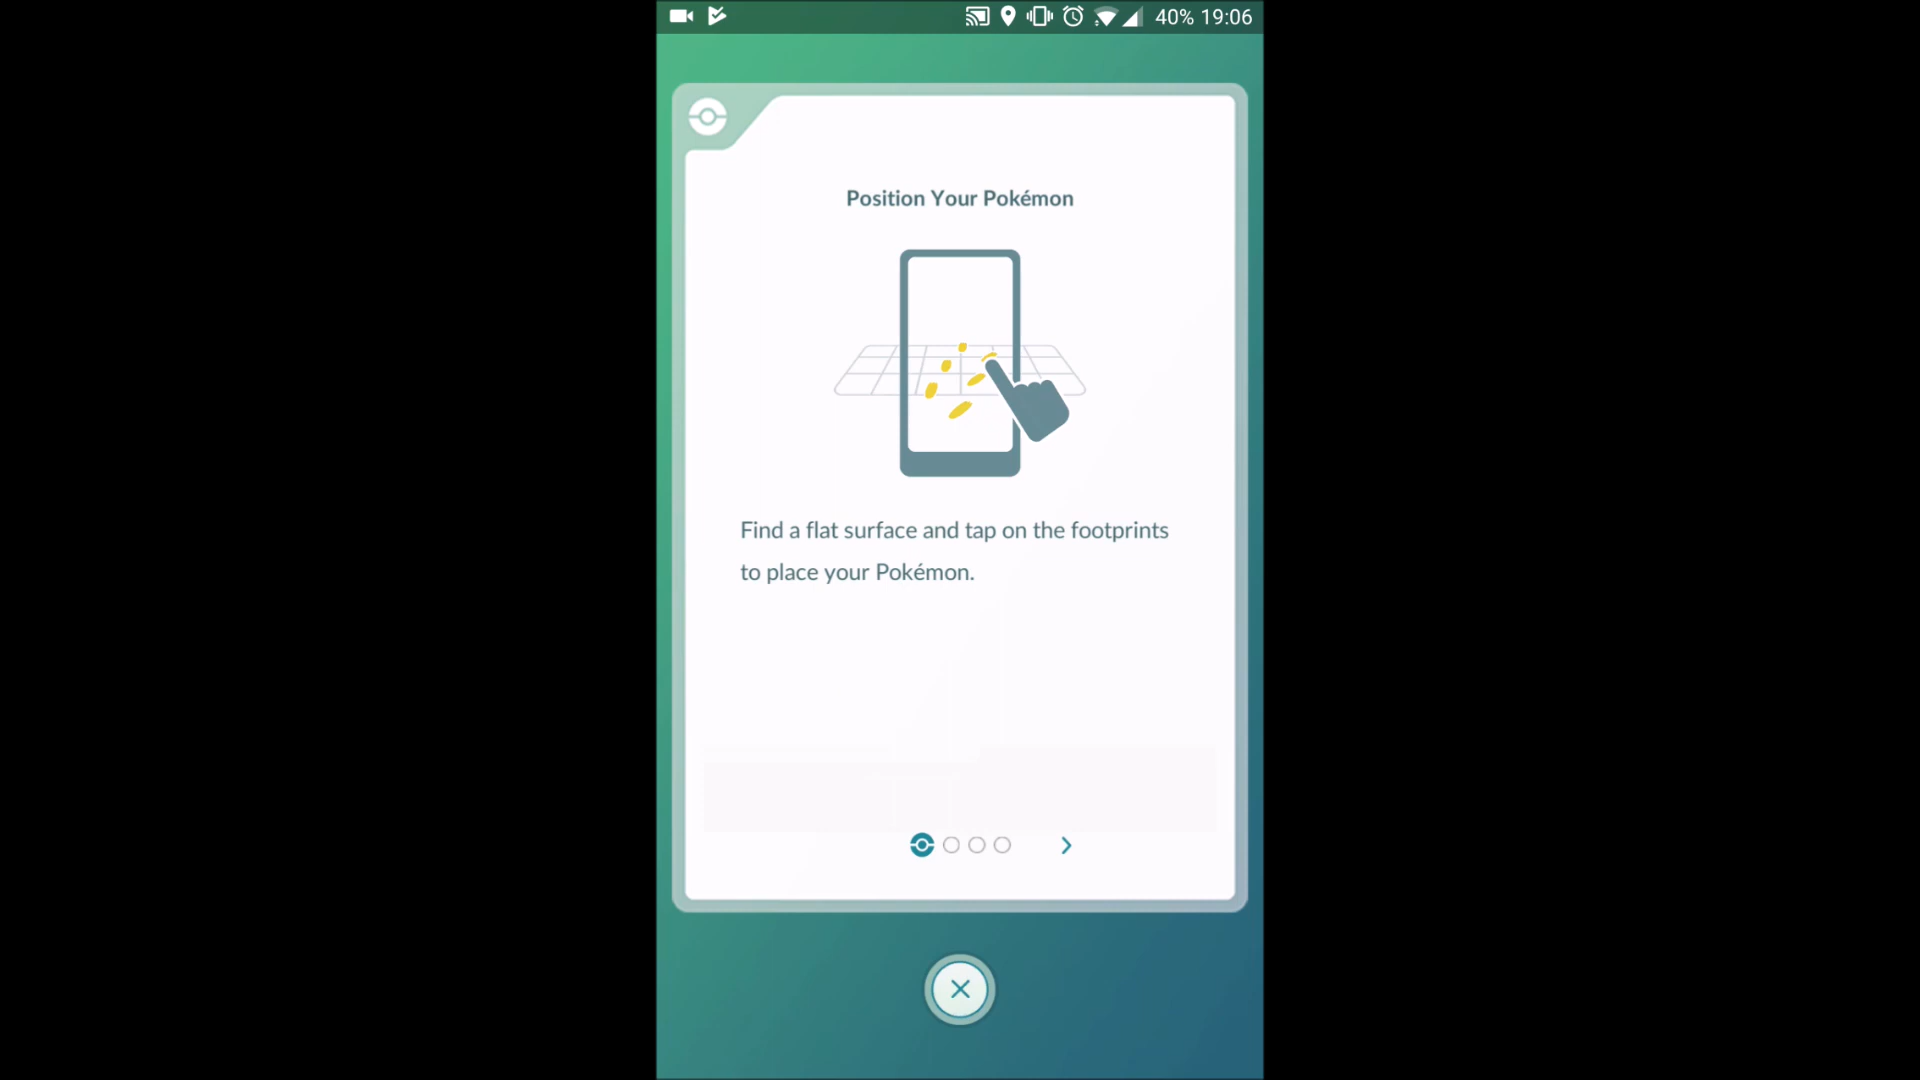 40% 19:06
Position Your Pokémon
Find a flat surface and tap on the footprints
to place your Pokémon.